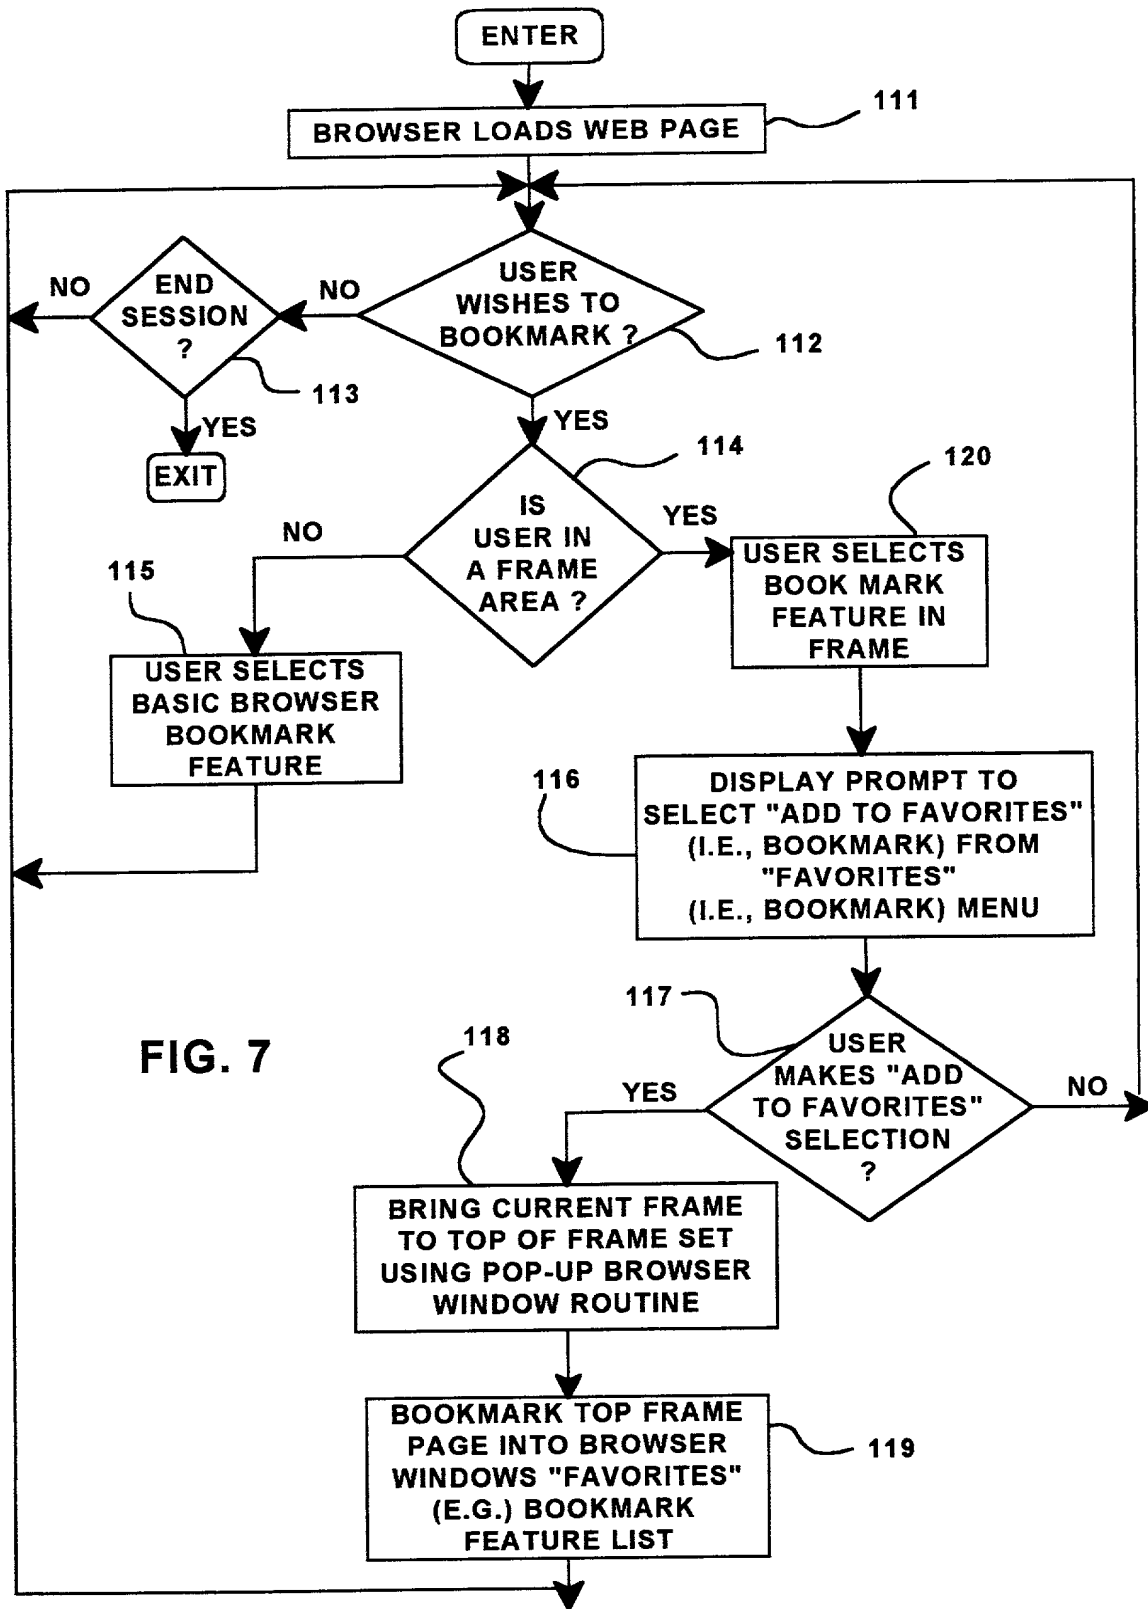 ENTER
BROWSER LOADS WEB PAGE
111
USER
WISHES TO
BOOKMARK ?
112
NO
END
SESSION
?
113
NO
YES
EXIT
YES
IS
USER IN
A FRAME
AREA ?
114
NO
YES
115
USER SELECTS
BASIC BROWSER
BOOKMARK
FEATURE
120
USER SELECTS
BOOK MARK
FEATURE IN
FRAME
116
DISPLAY PROMPT TO
SELECT "ADD TO FAVORITES"
(I.E., BOOKMARK) FROM
"FAVORITES"
(I.E., BOOKMARK) MENU
117
USER
MAKES "ADD
TO FAVORITES"
SELECTION
?
YES
NO
FIG. 7
118
BRING CURRENT FRAME
TO TOP OF FRAME SET
USING POP-UP BROWSER
WINDOW ROUTINE
BOOKMARK TOP FRAME
PAGE INTO BROWSER
WINDOWS "FAVORITES"
(E.G.) BOOKMARK
FEATURE LIST
119